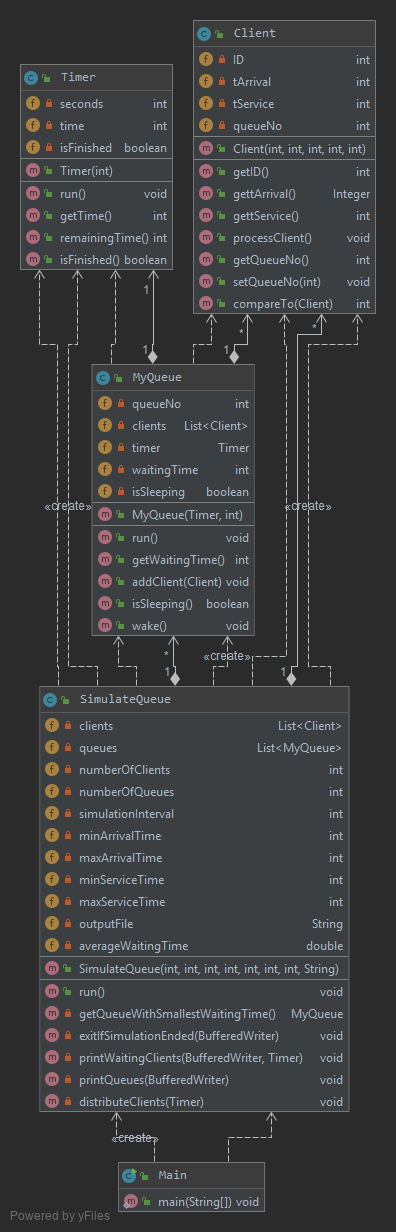 Client
ID int
tArrival int
tService int
queueNo int
Client(int, int, int, int, int)
getID() int
gettArrival() Integer
gettService() int
processClient() void
getQueueNo() int
setQueueNo(int) void
compareTo(Client) int
Timer
seconds int
time int
isFinished boolean
Timer(int)
run() void
getTime() int
remainingTime() int
isFinished() boolean
1
*
*
1
1
MyQueue
queueNo int
clients List<Client>
timer Timer
waitingTime int
isSleeping boolean
MyQueue(Timer, int)
run() void
getWaitingTime() int
addClient(Client) void
isSleeping() boolean
wake() void
«create»
«create»
*
«create»
1
1
SimulateQueue
clients List<Client>
queues List<MyQueue>
numberOfClients int
numberOfQueues int
simulationInterval int
minArrivalTime int
maxArrivalTime int
minServiceTime int
maxServiceTime int
outputFile String
averageWaitingTime double
SimulateQueue(int, int, int, int, int, int, int, String)
run() void
getQueueWithSmallestWaitingTime() MyQueue
exitIfSimulationEnded(BufferedWriter) void
printWaitingClients(BufferedWriter, Timer) void
printQueues(BufferedWriter) void
distributeClients(Timer) void
«create»
Main
main(String[]) void
Powered by yFiles